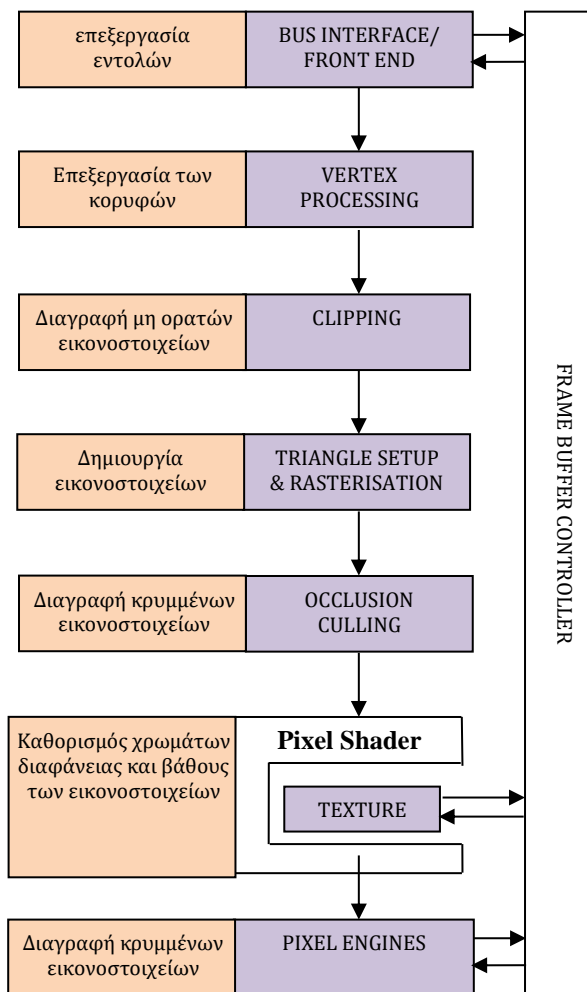 επεξεργασία
εντολών
BUS INTERFACE/
FRONT END
Επεξεργασία των
κορυφών
VERTEX
PROCESSING
Διαγραφή μη ορατών
εικονοστοιχείων
CLIPPING
Δημιουργία
εικονοστοιχείων
TRIANGLE SETUP
& RASTERISATION
Διαγραφή κρυμμένων
εικονοστοιχείων
OCCLUSION
CULLING
Καθορισμός χρωμάτων
διαφάνειας και βάθους
των εικονοστοιχείων
Pixel Shader
TEXTURE
Διαγραφή κρυμμένων
εικονοστοιχείων
PIXEL ENGINES
FRAME BUFFER CONTROLLER